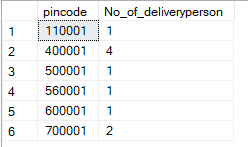 pincode No_of_deliveryperson
1 110001 1
2 400001 4
3 500001 1
4 560001 1
5 600001 1
6 700001 2